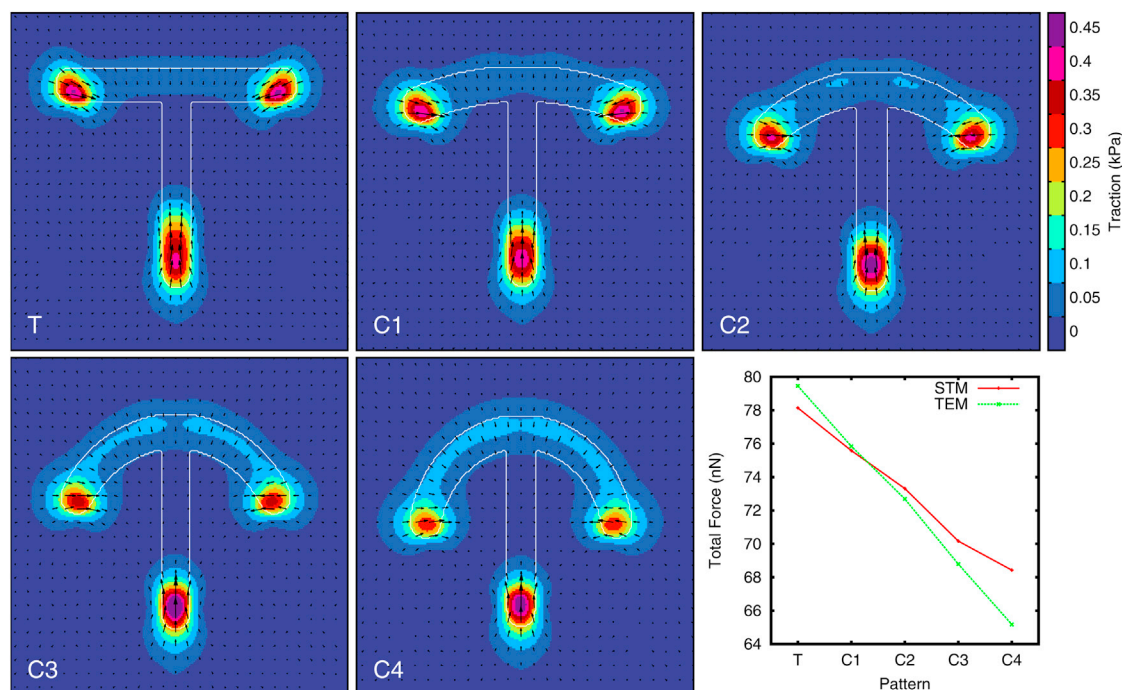 T
C1
C2
0.45
0.4
0.35
0.3
0.25
0.2
0.15
0.1
0.05
0
Traction (kPa)
C3
C4
80
78
76
74
72
70
68
66
64
Total Force (nN)
STM
TEM
T C1 C2 C3 C4
Pattern